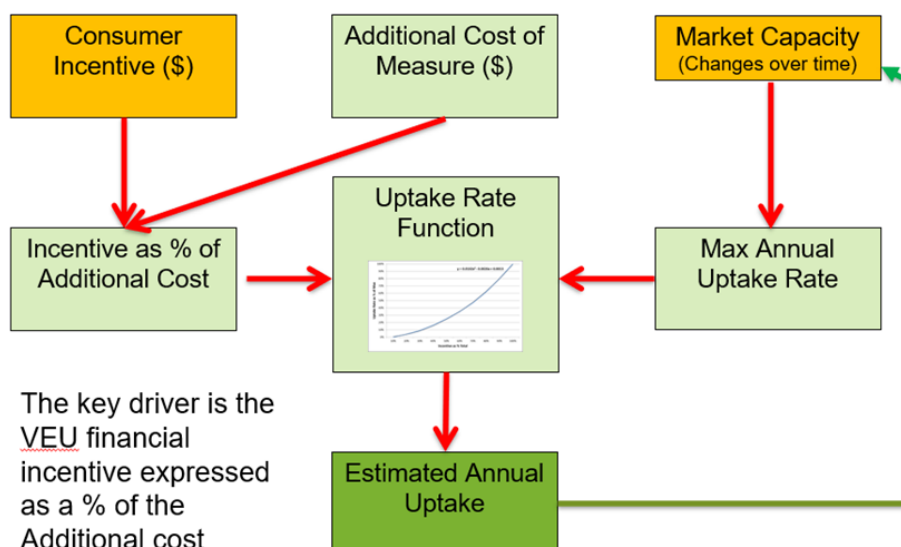 Consumer
Incentive ($)
Additional Cost of
Measure ($)
Market Capacity
(Changes over time)
Uptake Rate
Function
Incentive as % of
Additional Cost
Max Annual
Uptake Rate
The key driver is the
VEU financial
incentive expressed
as a % of the
Additional cost
Estimated Annual
Uptake